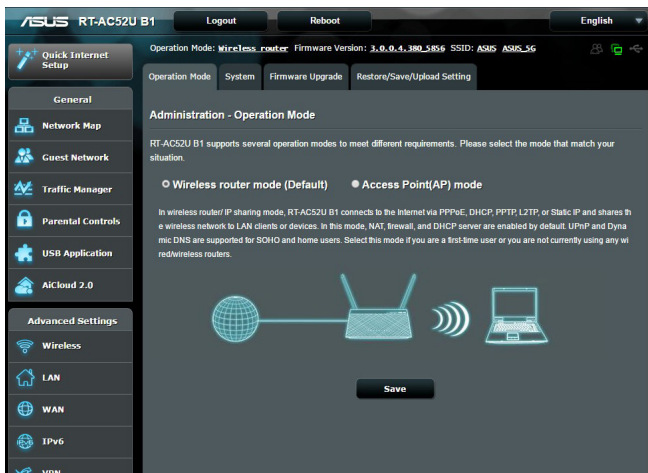 ASUS RT-AC52U B1 Logout Reboot English
Quick Internet Setup
Operation Mode: Wireless router Firmware Version: 3.0.0.4.380_5856 SSID: ASUS ASUS_5G
Operation Mode System Firmware Upgrade Restore/Save/Upload Setting
General
Network Map
Guest Network
Traffic Manager
Parental Controls
USB Application
AiCloud 2.0
Advanced Settings
Wireless
LAN
WAN
IPv6
VPN
Administration - Operation Mode
RT-AC52U B1 supports several operation modes to meet different requirements. Please select the mode that match your
situation.
Wireless router mode (Default) Access Point(AP) mode
In wireless router/ IP sharing mode, RT-AC52U B1 connects to the Internet via PPPoE, DHCP, PPTP, L2TP, or Static IP and shares th
e wireless network to LAN clients or devices. In this mode, NAT, firewall, and DHCP server are enabled by default. UPnP and Dyna
mic DNS are supported for SOHO and home users. Select this mode if you are a first-time user or you are not currently using any wi
red/wireless routers.
Save